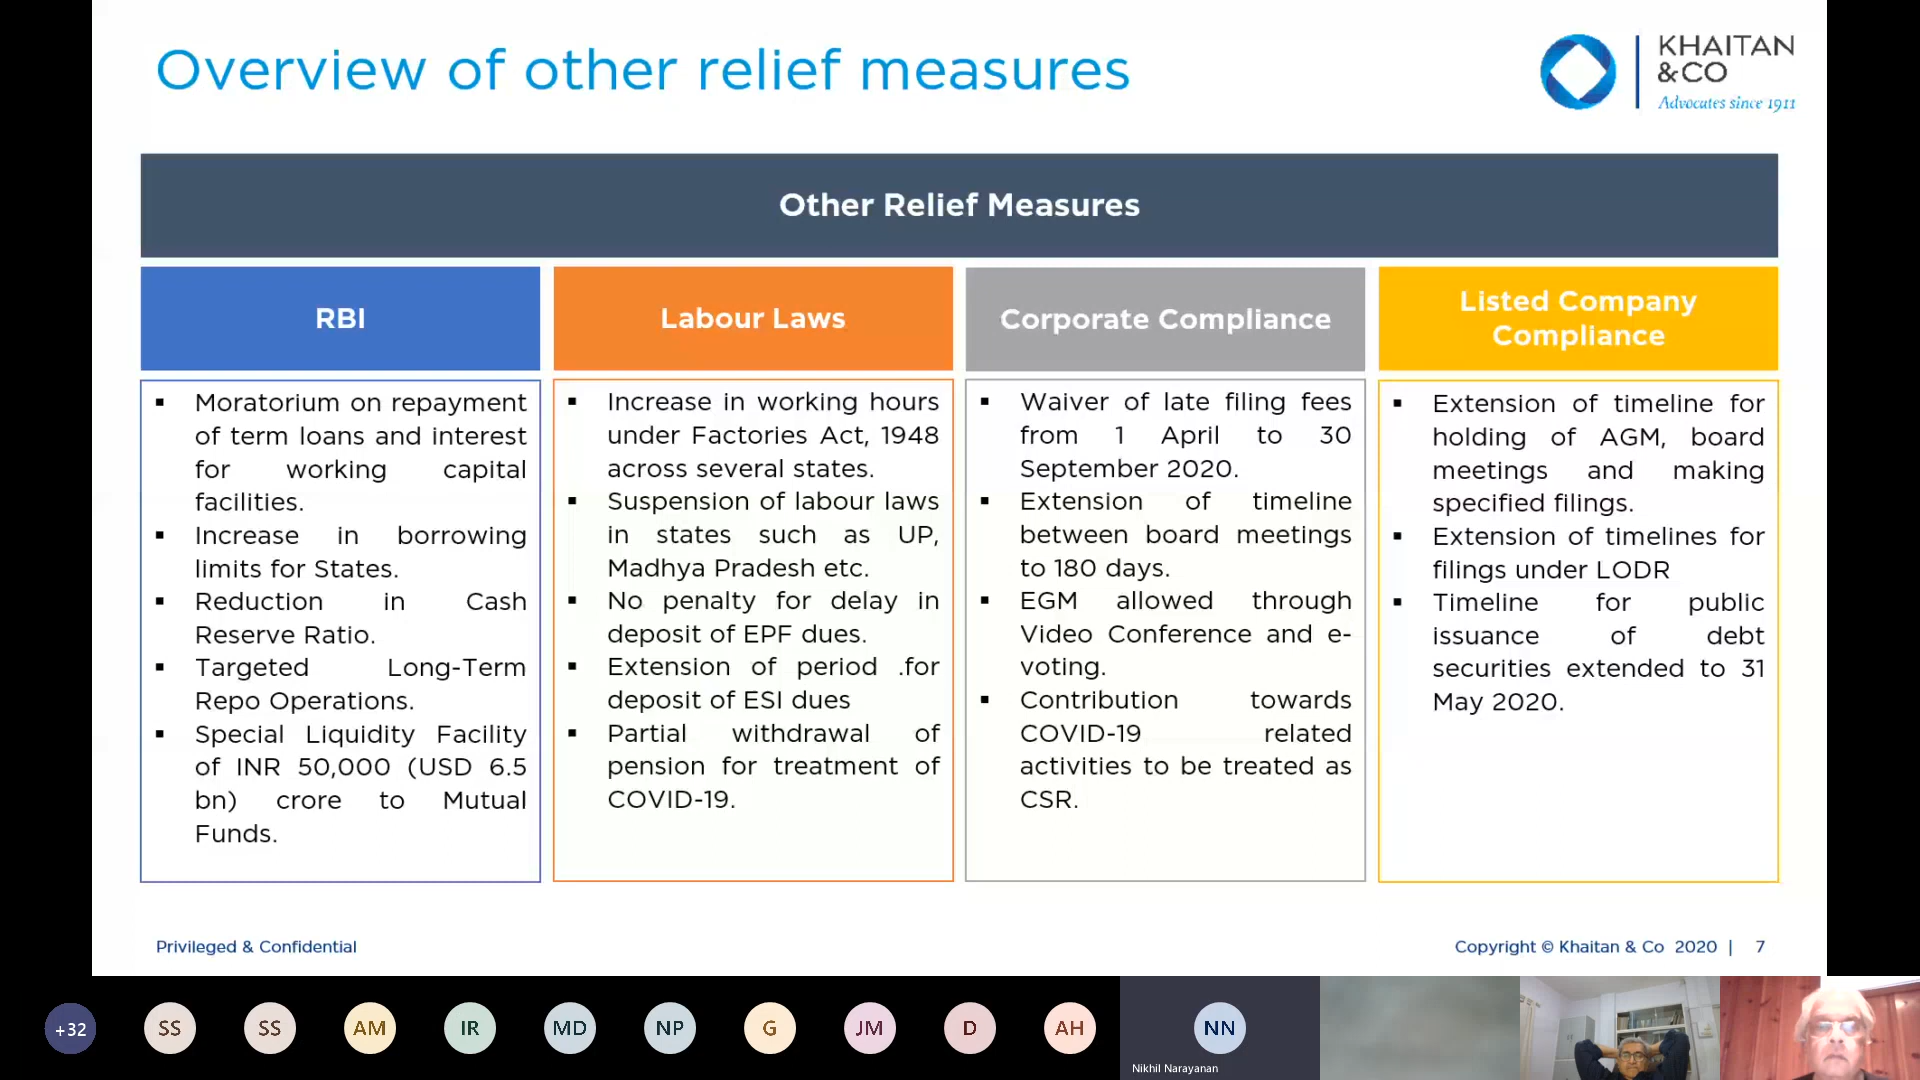 Overview of other relief measures
KHAITAN
&CO
Advocates since 1911
Other Relief Measures
RBI
▪ Moratorium on repayment
of term loans and interest
for working capital
facilities.
▪ Increase in borrowing
limits for States.
▪ Reduction in Cash
Reserve Ratio.
▪ Targeted Long-Term
Repo Operations.
▪ Special Liquidity Facility
of INR 50,000 (USD 6.5
bn) crore to Mutual
Funds.
Labour Laws
▪ Increase in working hours
under Factories Act, 1948
across several states.
▪ Suspension of labour laws
in states such as UP,
Madhya Pradesh etc.
▪ No penalty for delay in
deposit of EPF dues.
▪ Extension of period .for
deposit of ESI dues
▪ Partial withdrawal of
pension for treatment of
COVID-19.
Corporate Compliance
▪ Waiver of late filing fees
from 1 April to 30
September 2020.
▪ Extension of timeline
between board meetings
to 180 days.
▪ EGM allowed through
Video Conference and e-
voting.
▪ Contribution towards
COVID-19 related
activities to be treated as
CSR.
Listed Company
Compliance
▪ Extension of timeline for
holding of AGM, board
meetings and making
specified filings.
▪ Extension of timelines for
filings under LODR
▪ Timeline for public
issuance of debt
securities extended to 31
May 2020.
Privileged & Confidential
Copyright © Khaitan & Co 2020 | 7
+32 SS SS AM IR MD NP G JM D AH NN
Nikhil Narayanan